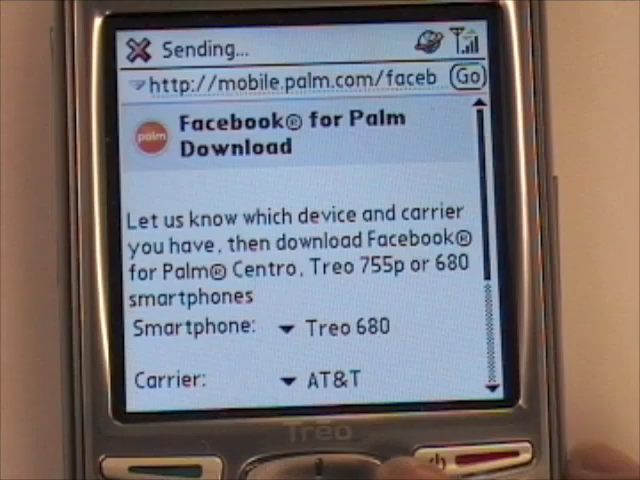 Sending...
http://mobile.palm.com/faceb Go
palm
Facebook® for Palm
Download
Let us know which device and carrier
you have, then download Facebook®
for Palm® Centro, Treo 755p or 680
smartphones
Smartphone: Treo 680
Carrier: AT&T
Treo